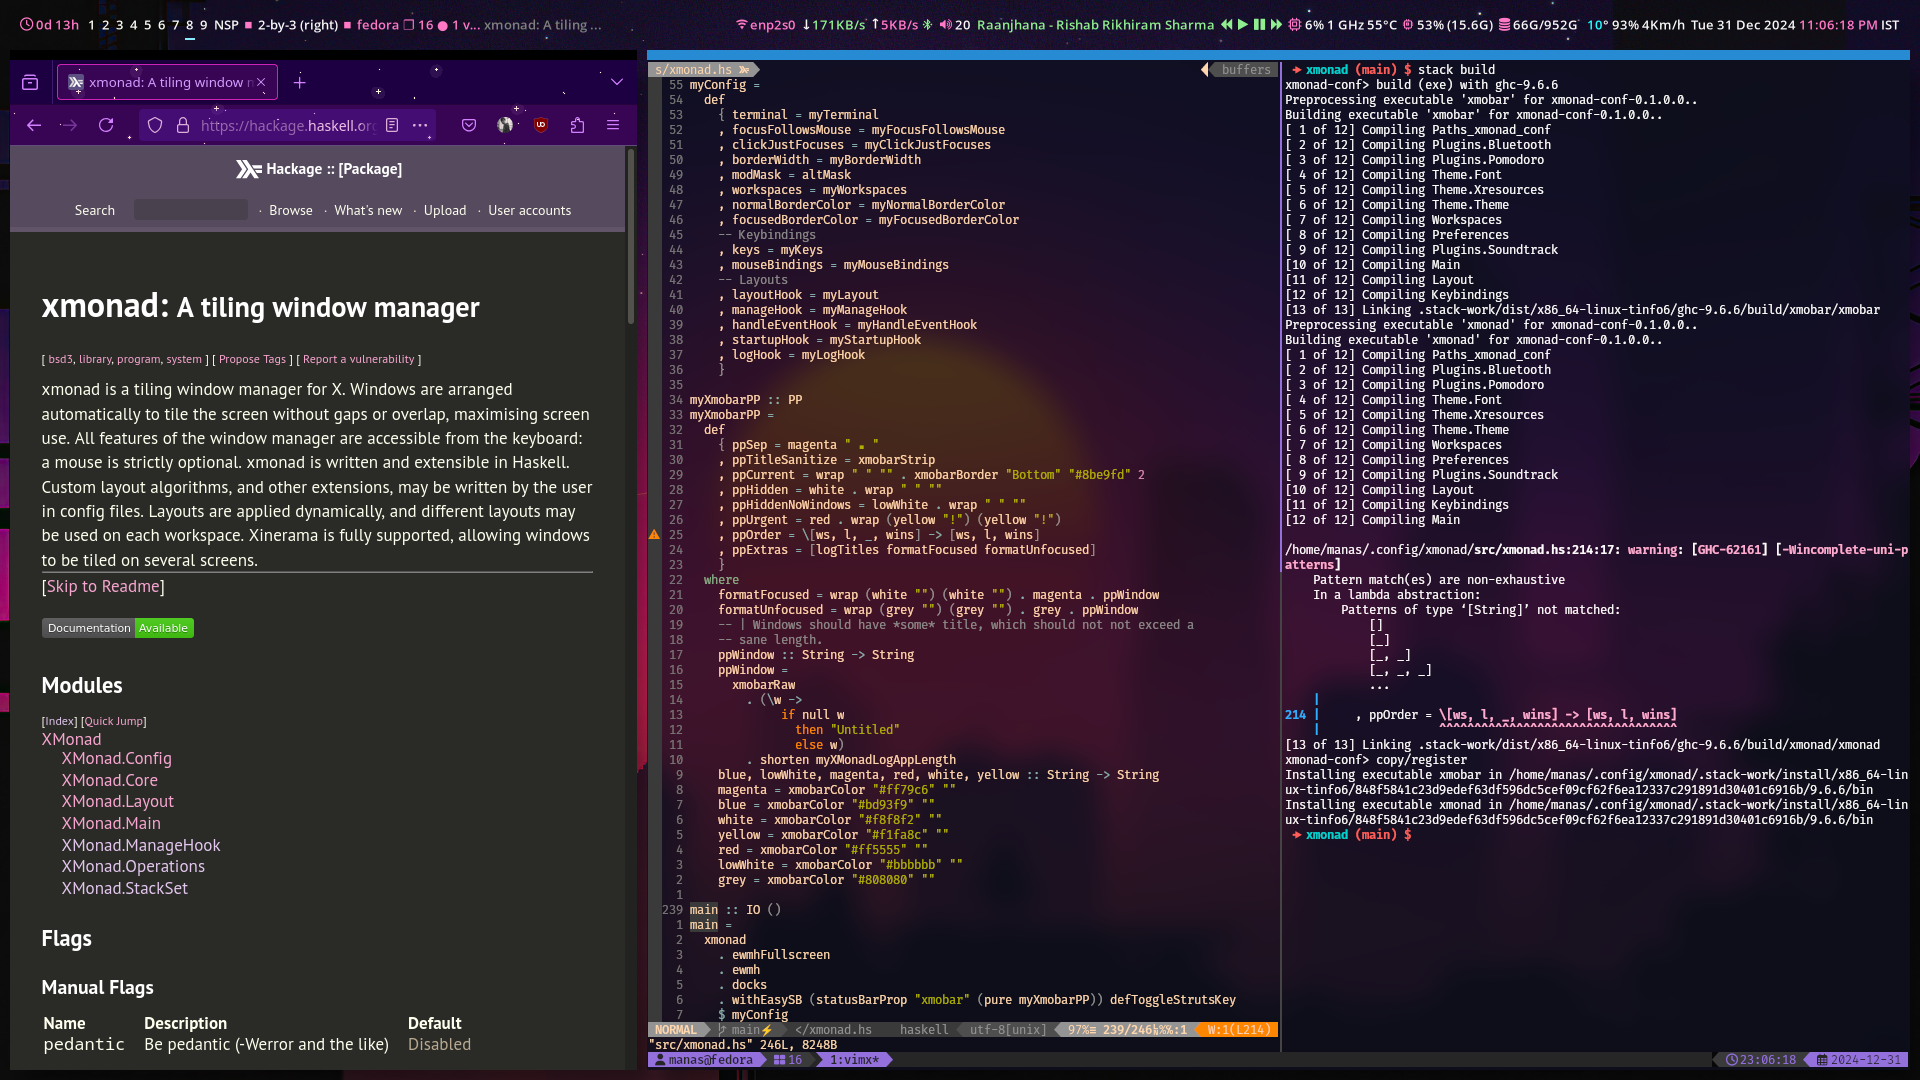 0d 13h 1 2 3 4 5 6 7 8 9 NSP ■ 2-by-3 (right) ■ fedora 16 ● 1 v... xmonad: A tiling ...
enp2s0 ↓171KB/s ↑5KB/s 20 Raanjhana - Rishab Rikhiram Sharma 6% 1 GHz 55°C 53% (15.6G) 66G/952G 10° 93% 4Km/h Tue 31 Dec 2024 11:06:18 PM IST
xmonad: A tiling window
https://hackage.haskell.or
Hackage :: [Package]
Search · Browse · What's new · Upload · User accounts
xmonad: A tiling window manager
[ bsd3, library, program, system ] [ Propose Tags ] [ Report a vulnerability ]
xmonad is a tiling window manager for X. Windows are arranged
automatically to tile the screen without gaps or overlap, maximising screen
use. All features of the window manager are accessible from the keyboard:
a mouse is strictly optional. xmonad is written and extensible in Haskell.
Custom layout algorithms, and other extensions, may be written by the user
in config files. Layouts are applied dynamically, and different layouts may
be used on each workspace. Xinerama is fully supported, allowing windows
to be tiled on several screens.
[Skip to Readme]
Documentation Available
Modules
[Index] [Quick Jump]
XMonad
XMonad.Config
XMonad.Core
XMonad.Layout
XMonad.Main
XMonad.ManageHook
XMonad.Operations
XMonad.StackSet
Flags
Manual Flags
Name Description Default
pedantic Be pedantic (-Werror and the like) Disabled
s/xmonad.hs buffers
55 myConfig =
54   def
53     { terminal = myTerminal
52     , focusFollowsMouse = myFocusFollowsMouse
51     , clickJustFocuses = myClickJustFocuses
50     , borderWidth = myBorderWidth
49     , modMask = altMask
48     , workspaces = myWorkspaces
47     , normalBorderColor = myNormalBorderColor
46     , focusedBorderColor = myFocusedBorderColor
45     -- Keybindings
44     , keys = myKeys
43     , mouseBindings = myMouseBindings
42     -- Layouts
41     , layoutHook = myLayout
40     , manageHook = myManageHook
39     , handleEventHook = myHandleEventHook
38     , startupHook = myStartupHook
37     , logHook = myLogHook
36     }
35
34 myXmobarPP :: PP
33 myXmobarPP =
32   def
31     { ppSep = magenta " ▪ "
30     , ppTitleSanitize = xmobarStrip
29     , ppCurrent = wrap " " "" . xmobarBorder "Bottom" "#8be9fd" 2
28     , ppHidden = white . wrap " " ""
27     , ppHiddenNoWindows = lowWhite . wrap " " ""
26     , ppUrgent = red . wrap (yellow "!") (yellow "!")
25     , ppOrder = \[ws, l, _, wins] -> [ws, l, wins]
24     , ppExtras = [logTitles formatFocused formatUnfocused]
23     }
22   where
21     formatFocused = wrap (white "") (white "") . magenta . ppWindow
20     formatUnfocused = wrap (grey "") (grey "") . grey . ppWindow
19     -- | Windows should have *some* title, which should not not exceed a
18     -- sane length.
17     ppWindow :: String -> String
16     ppWindow =
15       xmobarRaw
14         . (\w ->
13              if null w
12                then "Untitled"
11                else w)
10         . shorten myXMonadLogAppLength
9     blue, lowWhite, magenta, red, white, yellow :: String -> String
8     magenta = xmobarColor "#ff79c6" ""
7     blue = xmobarColor "#bd93f9" ""
6     white = xmobarColor "#f8f8f2" ""
5     yellow = xmobarColor "#f1fa8c" ""
4     red = xmobarColor "#ff5555" ""
3     lowWhite = xmobarColor "#bbbbbb" ""
2     grey = xmobarColor "#808080" ""
1
239 main :: IO ()
1 main =
2   xmonad
3     . ewmhFullscreen
4     . ewmh
5     . docks
6     . withEasySB (statusBarProp "xmobar" (pure myXmobarPP)) defToggleStrutsKey
7     $ myConfig
NORMAL main⚡ </xmonad.hs haskell utf-8[unix] 97%≡ 239/246 :1 W:1(L214)
"src/xmonad.hs" 246L, 8248B
manas@fedora 16 1:vimx* 23:06:18 2024-12-31
➜ xmonad (main) $ stack build
xmonad-conf> build (exe) with ghc-9.6.6
Preprocessing executable 'xmobar' for xmonad-conf-0.1.0.0..
Building executable 'xmobar' for xmonad-conf-0.1.0.0..
[ 1 of 12] Compiling Paths_xmonad_conf
[ 2 of 12] Compiling Plugins.Bluetooth
[ 3 of 12] Compiling Plugins.Pomodoro
[ 4 of 12] Compiling Theme.Font
[ 5 of 12] Compiling Theme.Xresources
[ 6 of 12] Compiling Theme.Theme
[ 7 of 12] Compiling Workspaces
[ 8 of 12] Compiling Preferences
[ 9 of 12] Compiling Plugins.Soundtrack
[10 of 12] Compiling Main
[11 of 12] Compiling Layout
[12 of 12] Compiling Keybindings
[13 of 13] Linking .stack-work/dist/x86_64-linux-tinfo6/ghc-9.6.6/build/xmobar/xmobar
Preprocessing executable 'xmonad' for xmonad-conf-0.1.0.0..
Building executable 'xmonad' for xmonad-conf-0.1.0.0..
[ 1 of 12] Compiling Paths_xmonad_conf
[ 2 of 12] Compiling Plugins.Bluetooth
[ 3 of 12] Compiling Plugins.Pomodoro
[ 4 of 12] Compiling Theme.Font
[ 5 of 12] Compiling Theme.Xresources
[ 6 of 12] Compiling Theme.Theme
[ 7 of 12] Compiling Workspaces
[ 8 of 12] Compiling Preferences
[ 9 of 12] Compiling Plugins.Soundtrack
[10 of 12] Compiling Layout
[11 of 12] Compiling Keybindings
[12 of 12] Compiling Main
/home/manas/.config/xmonad/src/xmonad.hs:214:17: warning: [GHC-62161] [-Wincomplete-uni-p
atterns]
Pattern match(es) are non-exhaustive
In a lambda abstraction:
Patterns of type ‘[String]’ not matched:
[]
[_]
[_, _]
[_, _, _]
...
|
214 |     , ppOrder = \[ws, l, _, wins] -> [ws, l, wins]
|                 ^^^^^^^^^^^^^^^^^^^^^^^^^^^^^^^^^^
[13 of 13] Linking .stack-work/dist/x86_64-linux-tinfo6/ghc-9.6.6/build/xmonad/xmonad
xmonad-conf> copy/register
Installing executable xmobar in /home/manas/.config/xmonad/.stack-work/install/x86_64-lin
ux-tinfo6/848f5841c23d9edef63df596dc5cef09cf62f6ea12337c291891d30401c6916b/9.6.6/bin
Installing executable xmonad in /home/manas/.config/xmonad/.stack-work/install/x86_64-lin
ux-tinfo6/848f5841c23d9edef63df596dc5cef09cf62f6ea12337c291891d30401c6916b/9.6.6/bin
➜ xmonad (main) $